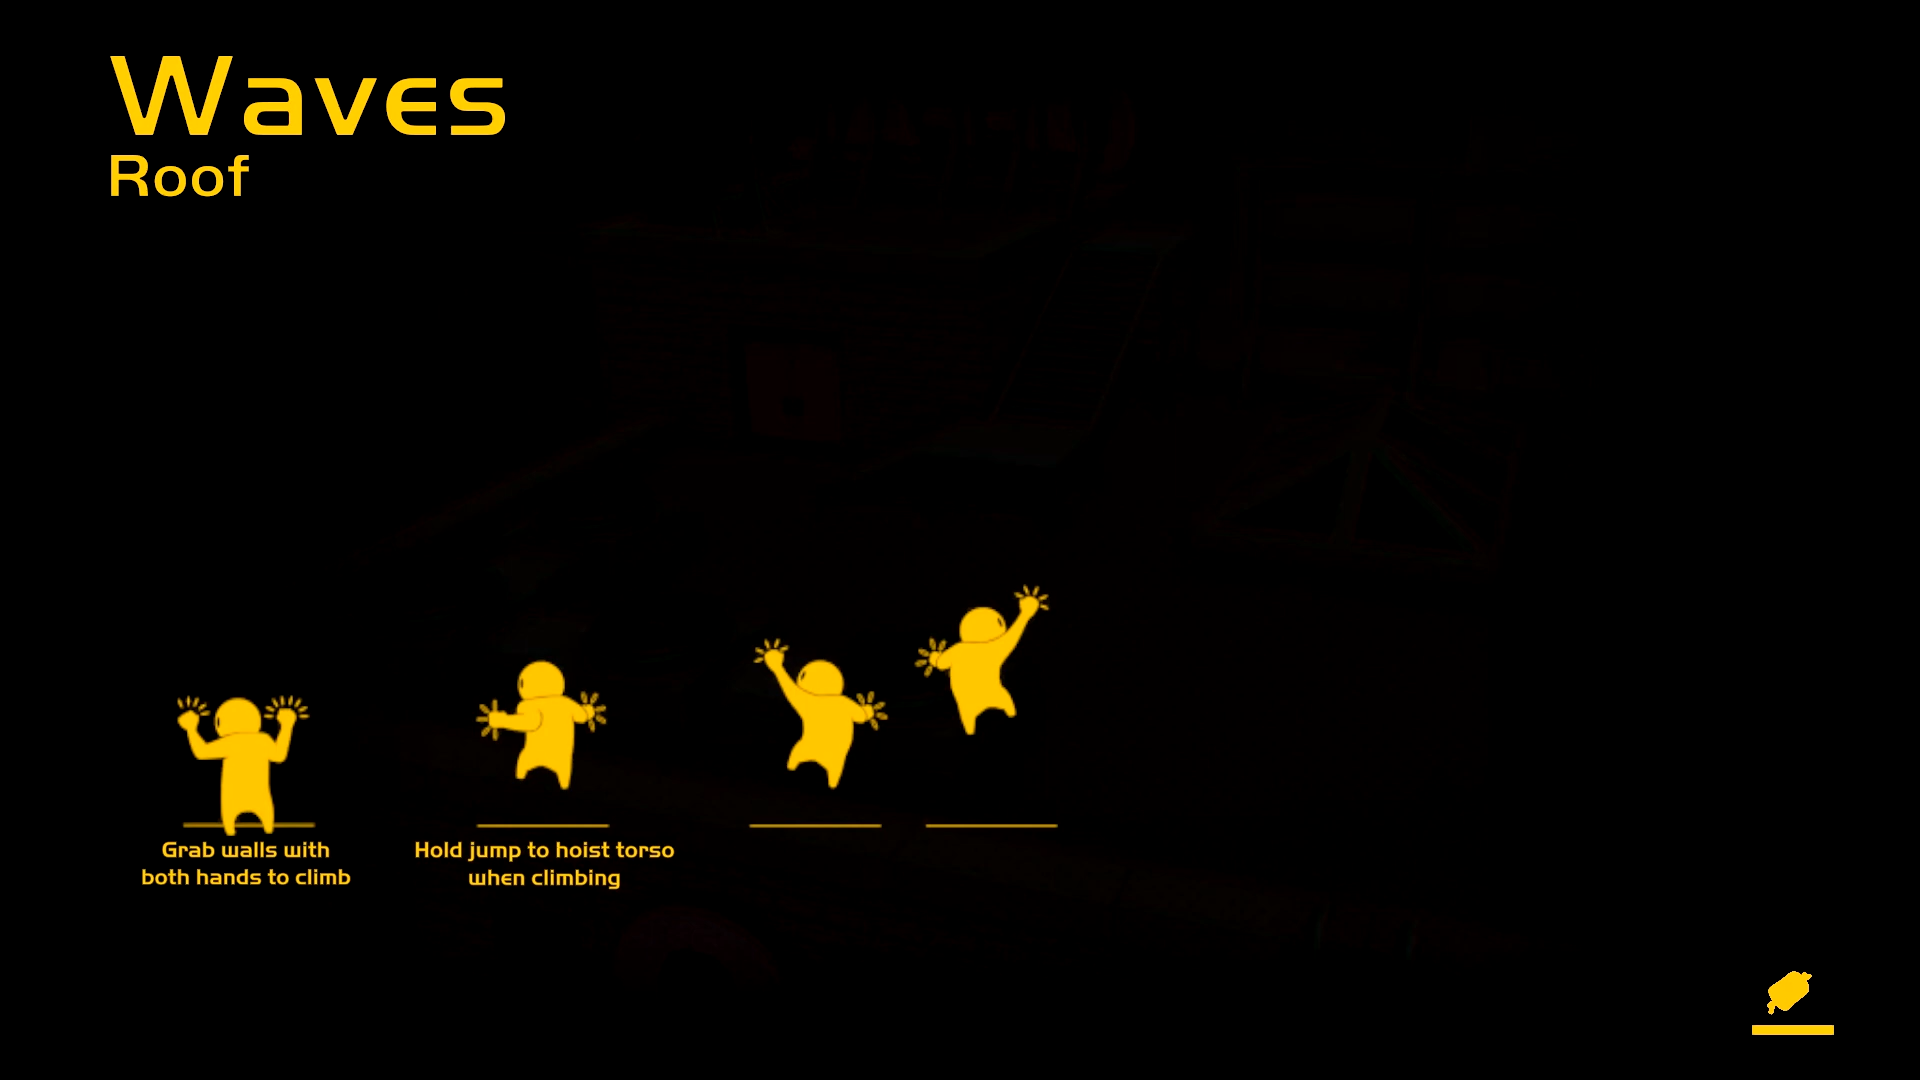 Waves
Roof
Grab walls with
both hands to climb
Hold jump to hoist torso
when climbing